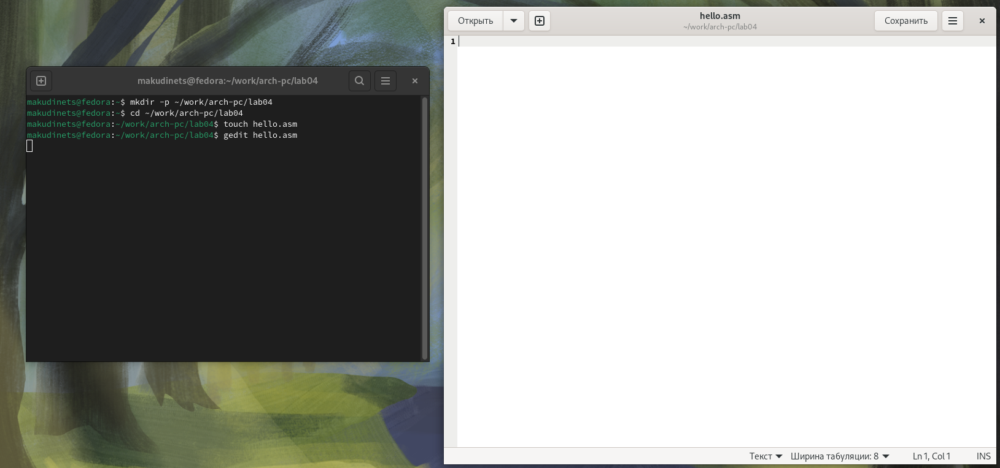 makudinets@fedora:~/work/arch-pc/lab04
makudinets@fedora:~$ mkdir -p ~/work/arch-pc/lab04
makudinets@fedora:~$ cd ~/work/arch-pc/lab04
makudinets@fedora:~/work/arch-pc/lab04$ touch hello.asm
makudinets@fedora:~/work/arch-pc/lab04$ gedit hello.asm
Открыть
hello.asm
~/work/arch-pc/lab04
Сохранить
1
Текст Ширина табуляции: 8 Ln 1, Col 1 INS